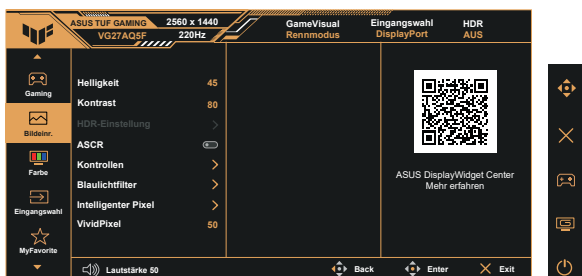 ASUS TUF GAMING 2560 x 1440
VG27AQ5F 220Hz
GameVisual Eingangswahl HDR
Rennmodus DisplayPort AUS
Gaming
Bildeinr.
Farbe
Eingangswahl
MyFavorite
Helligkeit 45
Kontrast 80
HDR-Einstellung
ASCR
Kontrollen
Blaulichtfilter
Intelligenter Pixel
VividPixel 50
ASUS DisplayWidget Center
Mehr erfahren
Lautstärke 50 Back Enter Exit